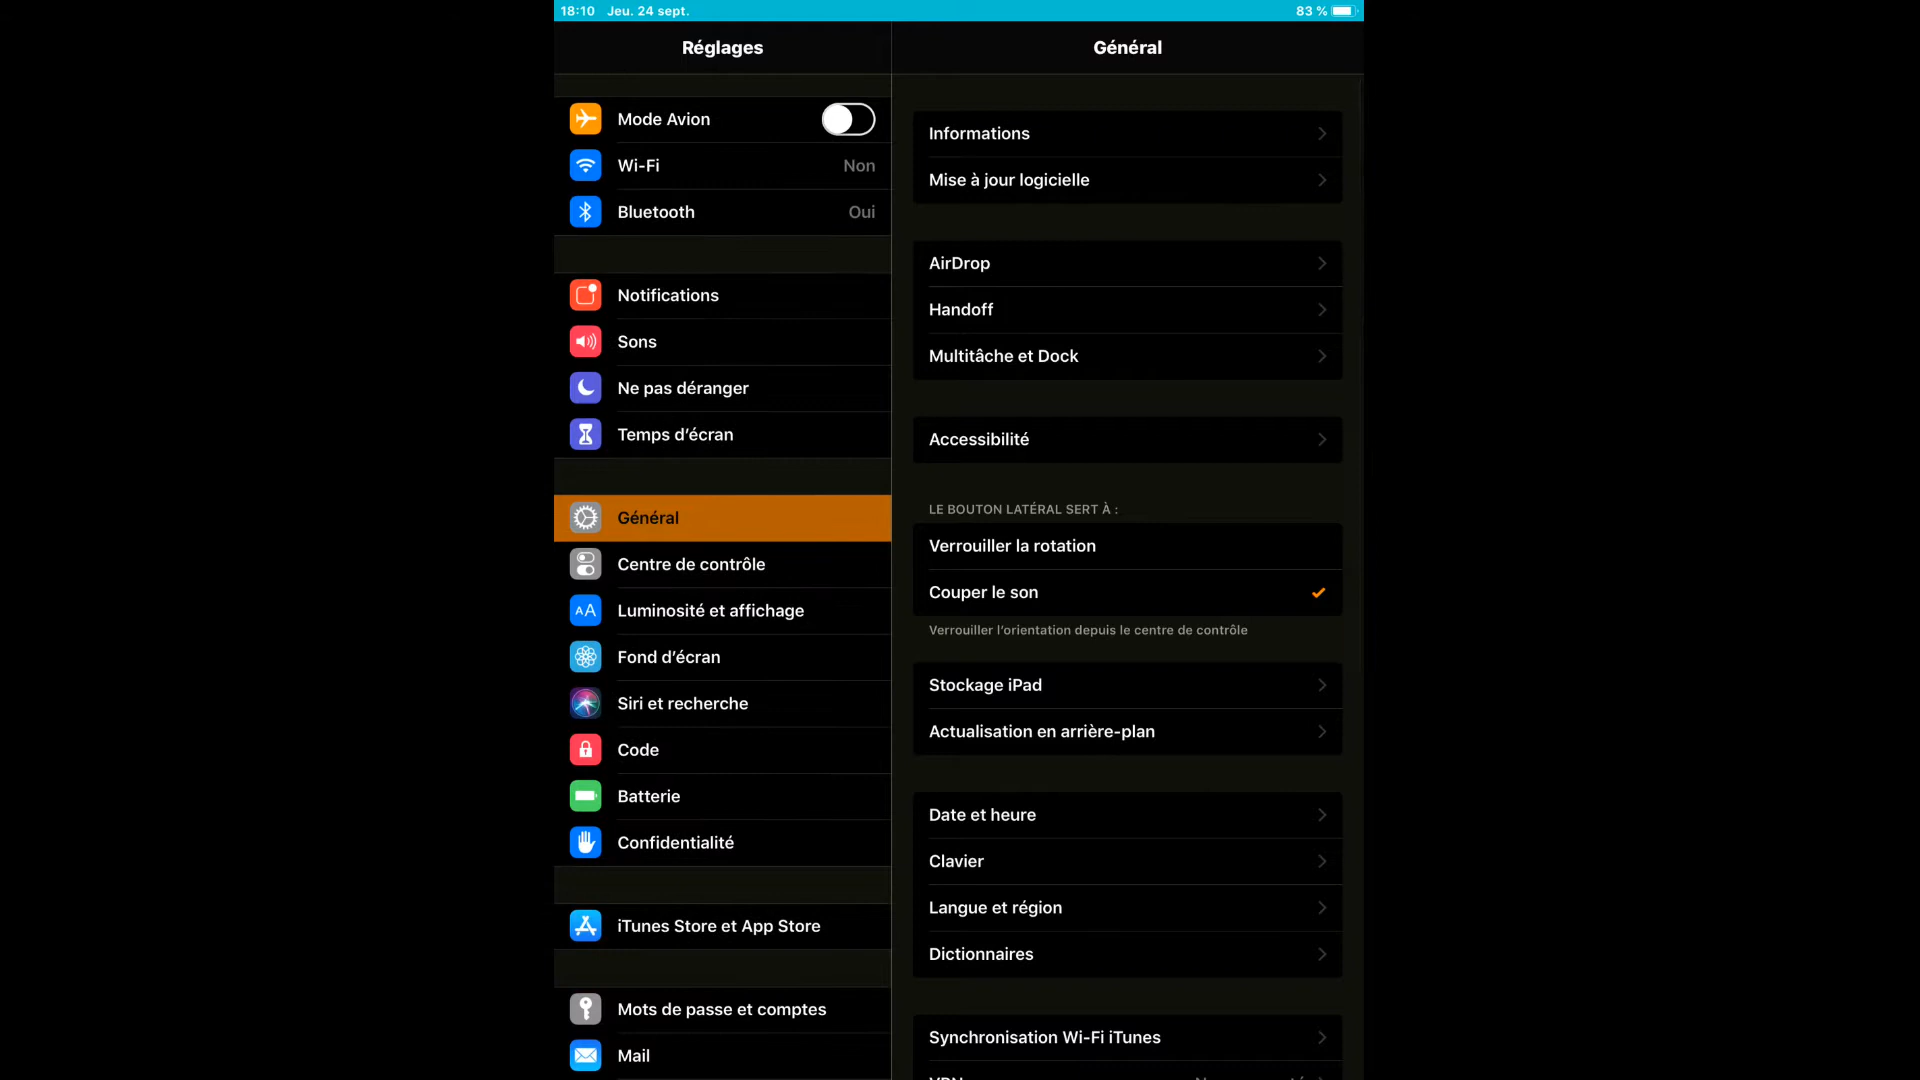 18:10 Jeu. 24 sept.
83 %
Réglages
Mode Avion
Wi-Fi Non
Bluetooth Oui
Notifications
Sons
Ne pas déranger
Temps d’écran
Général
Centre de contrôle
AA Luminosité et affichage
Fond d’écran
Siri et recherche
Code
Batterie
Confidentialité
iTunes Store et App Store
Mots de passe et comptes
Mail
Général
Informations
Mise à jour logicielle
AirDrop
Handoff
Multitâche et Dock
Accessibilité
LE BOUTON LATÉRAL SERT À :
Verrouiller la rotation
Couper le son
Verrouiller l’orientation depuis le centre de contrôle
Stockage iPad
Actualisation en arrière-plan
Date et heure
Clavier
Langue et région
Dictionnaires
Synchronisation Wi-Fi iTunes
VPN